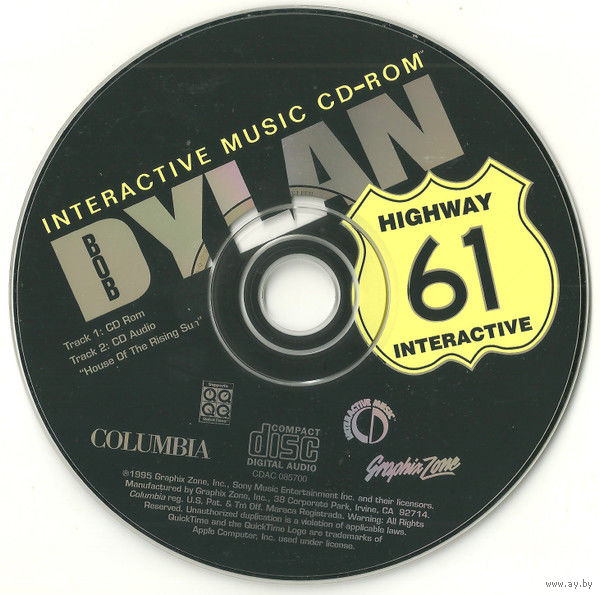 INTERACTIVE MUSIC CD-ROM™
BOB
DYLAN
HIGHWAY
61
INTERACTIVE
Track 1: CD Rom
Track 2: CD Audio
"House Of The Rising Sun"
Supports
COLUMBIA
COMPACT
disc
DIGITAL AUDIO
CDAC 085700
INTERACTIVE MUSIC
CD
Graphix Zone
℗1995 Graphix Zone, Inc., Sony Music Entertainment Inc. and their licensors.
Manufactured by Graphix Zone, Inc., 38 Corporate Park, Irvine, CA 92714.
Columbia reg. U.S. Pat. & Tm Off. Marca Registrada. Warning: All Rights
Reserved. Unauthorized duplication is a violation of applicable laws.
QuickTime and the QuickTime Logo are trademarks of
Apple Computer, Inc. used under license.
www.ay.by